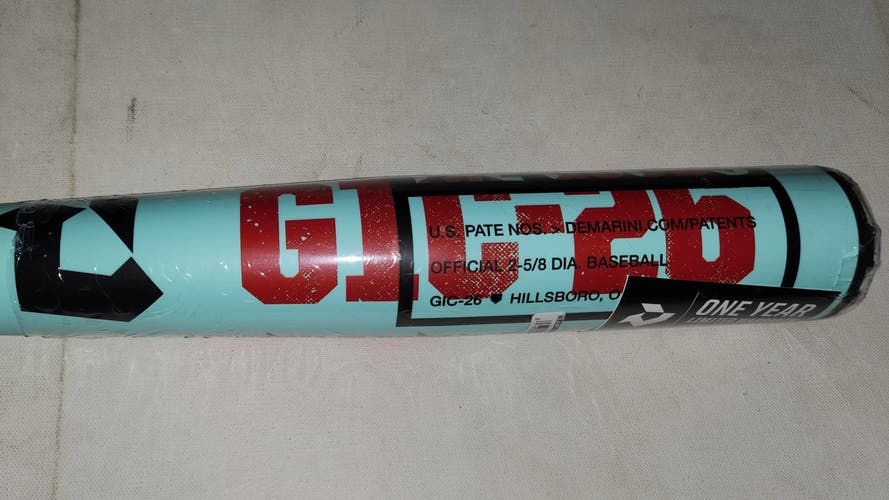 GIC-26
U.S. PATE NOS. > DEMARINI.COM/PATENTS
OFFICIAL 2-5/8 DIA. BASEBALL
GIC-26 HILLSBORO, O
ONE YEAR